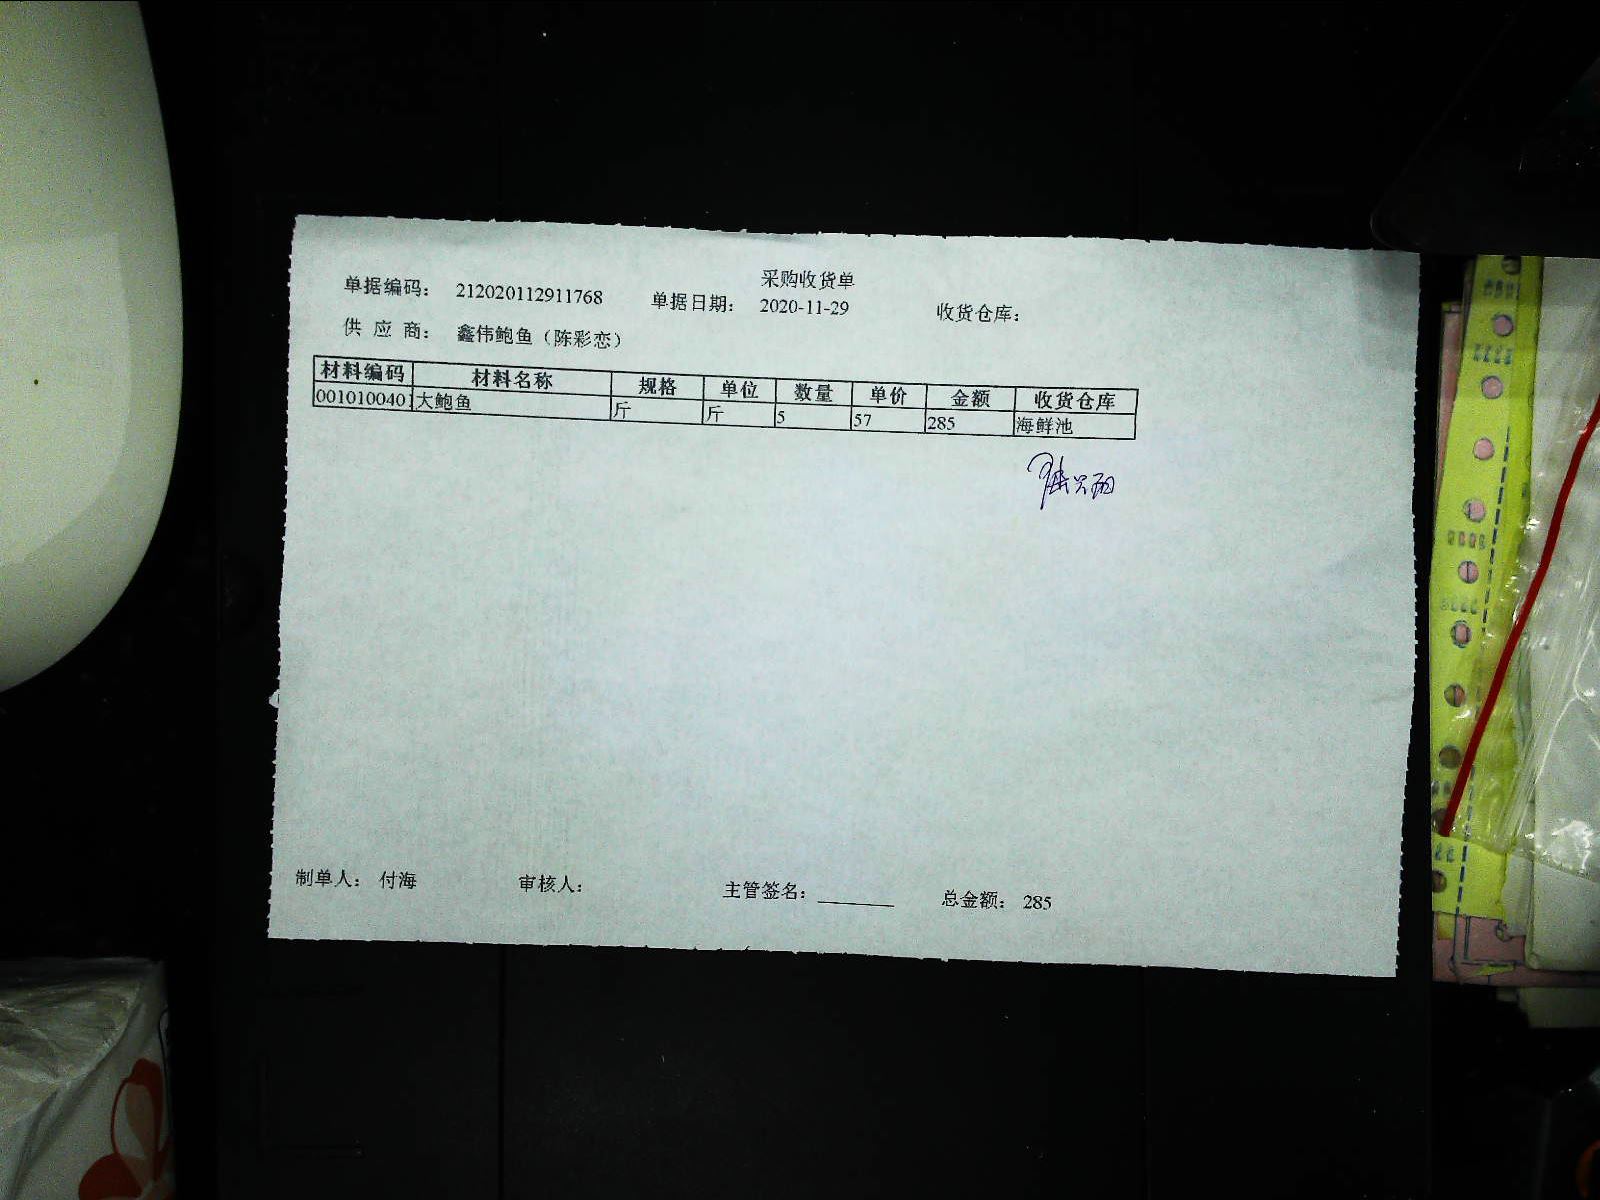 采购收货单
单据编码： 212020112911768 单据日期： 2020-11-29 收货仓库：
供 应 商： 鑫伟鲍鱼（陈彩恋）
材料编码 材料名称 规格 单位 数量 单价 金额 收货仓库
0010100401 大鲍鱼 斤 斤 5 57 285 海鲜池
制单人： 付海 审核人： 主管签名：________ 总金额： 285